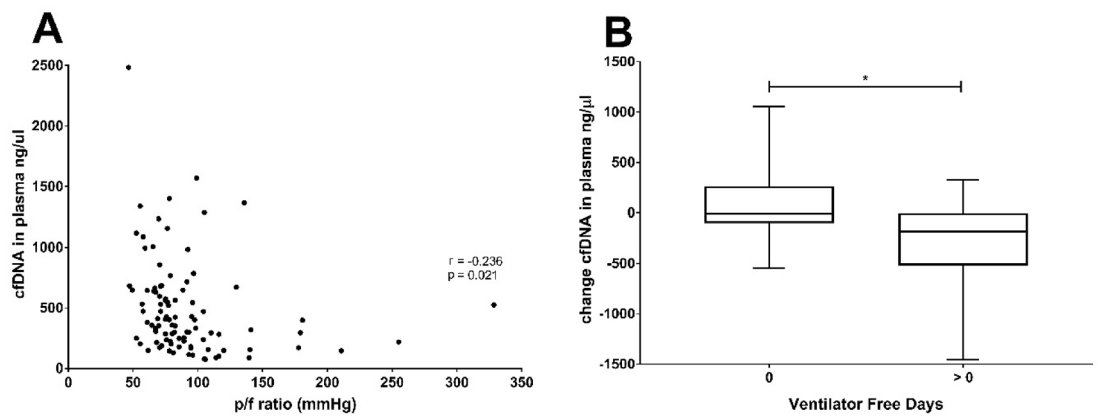 A
2500
2000
1500
1000
500
0
cfDNA in plasma ng/ul
0 50 100 150 200 250 300 350
p/f ratio (mmHg)
r = -0.236
p = 0.021
B
1500
1000
500
0
-500
-1000
-1500
change cfDNA in plasma ng/µl
*
0 > 0
Ventilator Free Days